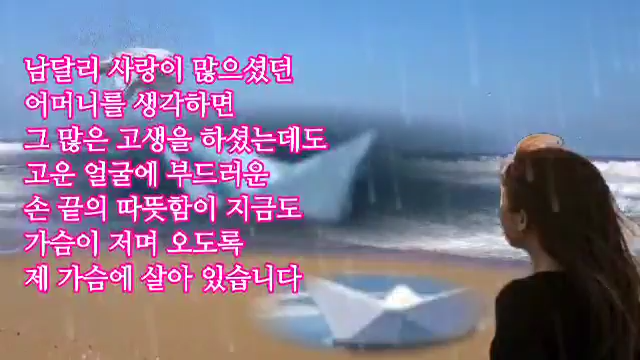 남달리 사랑이 많으셨던
어머니를 생각하면
그 많은 고생을 하셨는데도
고운 얼굴에 부드러운
손 끝의 따뜻함이 지금도
가슴이 저며 오도록
제 가슴에 살아 있습니다